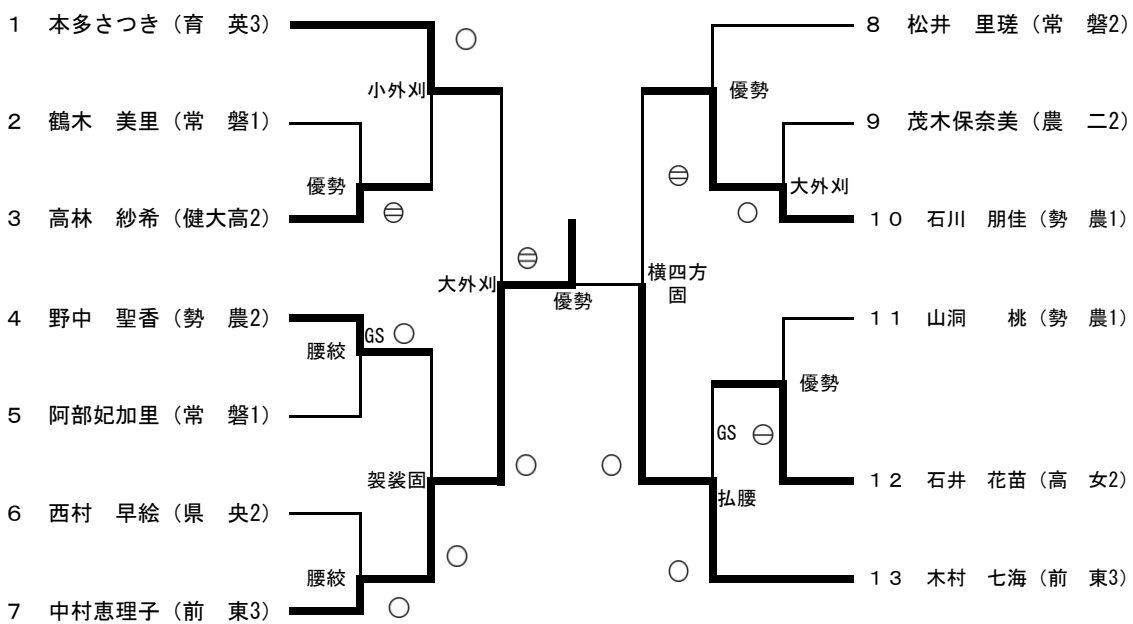 1　本多さつき（育　英3）
小外刈
2　鶴木　美里（常　磐1）
優勢
3　高林　紗希（健大高2）
大外刈
4　野中　聖香（勢　農2）
GS
腰絞
5　阿部妃加里（常　磐1）
袈裟固
6　西村　早絵（県　央2）
腰絞
7　中村恵理子（前　東3）
優勢
8　松井　里瑳（常　磐2）
優勢
9　茂木保奈美（農　二2）
大外刈
10　石川　朋佳（勢　農1）
横四方
固
11　山洞　　桃（勢　農1）
優勢
GS
12　石井　花苗（高　女2）
払腰
13　木村　七海（前　東3）